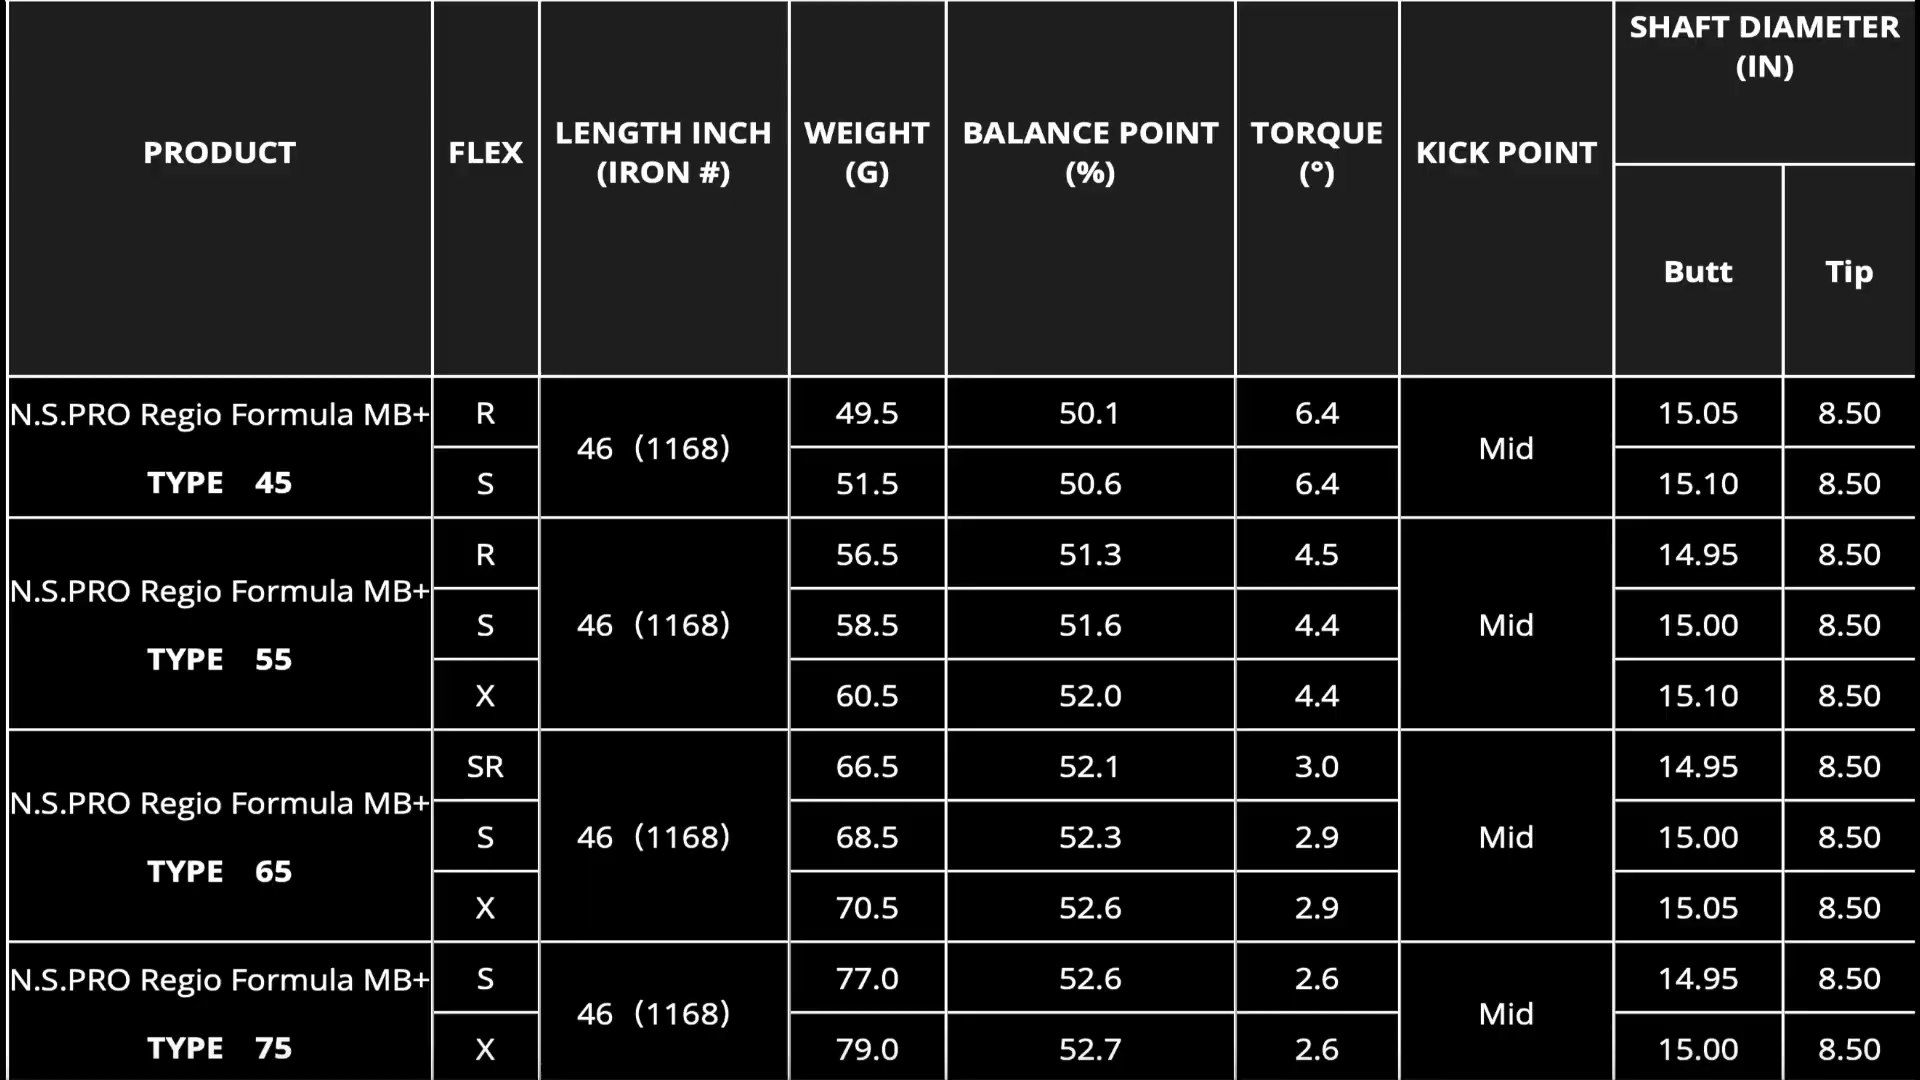 PRODUCT
FLEX
LENGTH INCH
(IRON #)
WEIGHT
(G)
BALANCE POINT
(%)
TORQUE
(°)
KICK POINT
SHAFT DIAMETER
(IN)
Butt
Tip
N.S.PRO Regio Formula MB+
TYPE 45
R
46 (1168)
49.5
50.1
6.4
Mid
15.05
8.50
S
51.5
50.6
6.4
15.10
8.50
N.S.PRO Regio Formula MB+
TYPE 55
R
46 (1168)
56.5
51.3
4.5
Mid
14.95
8.50
S
58.5
51.6
4.4
15.00
8.50
X
60.5
52.0
4.4
15.10
8.50
N.S.PRO Regio Formula MB+
TYPE 65
SR
46 (1168)
66.5
52.1
3.0
Mid
14.95
8.50
S
68.5
52.3
2.9
15.00
8.50
X
70.5
52.6
2.9
15.05
8.50
N.S.PRO Regio Formula MB+
TYPE 75
S
46 (1168)
77.0
52.6
2.6
Mid
14.95
8.50
X
79.0
52.7
2.6
15.00
8.50